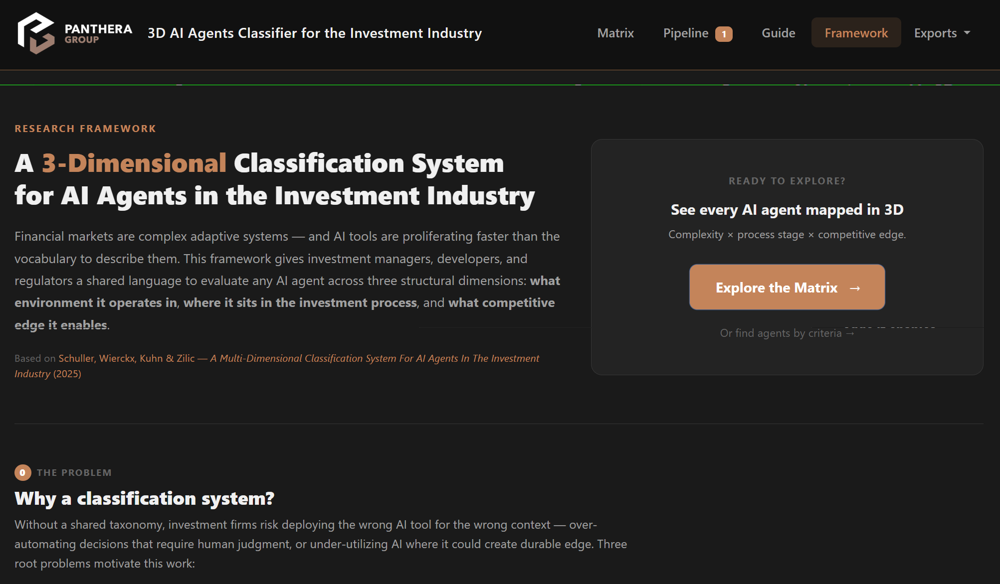 PANTHERA
GROUP
3D AI Agents Classifier for the Investment Industry
Matrix
Pipeline 1
Guide
Framework
Exports
RESEARCH FRAMEWORK
A 3-Dimensional Classification System
for AI Agents in the Investment Industry
Financial markets are complex adaptive systems — and AI tools are proliferating faster than the
vocabulary to describe them. This framework gives investment managers, developers, and
regulators a shared language to evaluate any AI agent across three structural dimensions: what
environment it operates in, where it sits in the investment process, and what competitive
edge it enables.
Based on Schuller, Wierckx, Kuhn & Zilic — A Multi-Dimensional Classification System For AI Agents In The Investment
Industry (2025)
READY TO EXPLORE?
See every AI agent mapped in 3D
Complexity × process stage × competitive edge.
Explore the Matrix →
Or find agents by criteria →
0 THE PROBLEM
Why a classification system?
Without a shared taxonomy, investment firms risk deploying the wrong AI tool for the wrong context — over-
automating decisions that require human judgment, or under-utilizing AI where it could create durable edge. Three
root problems motivate this work: